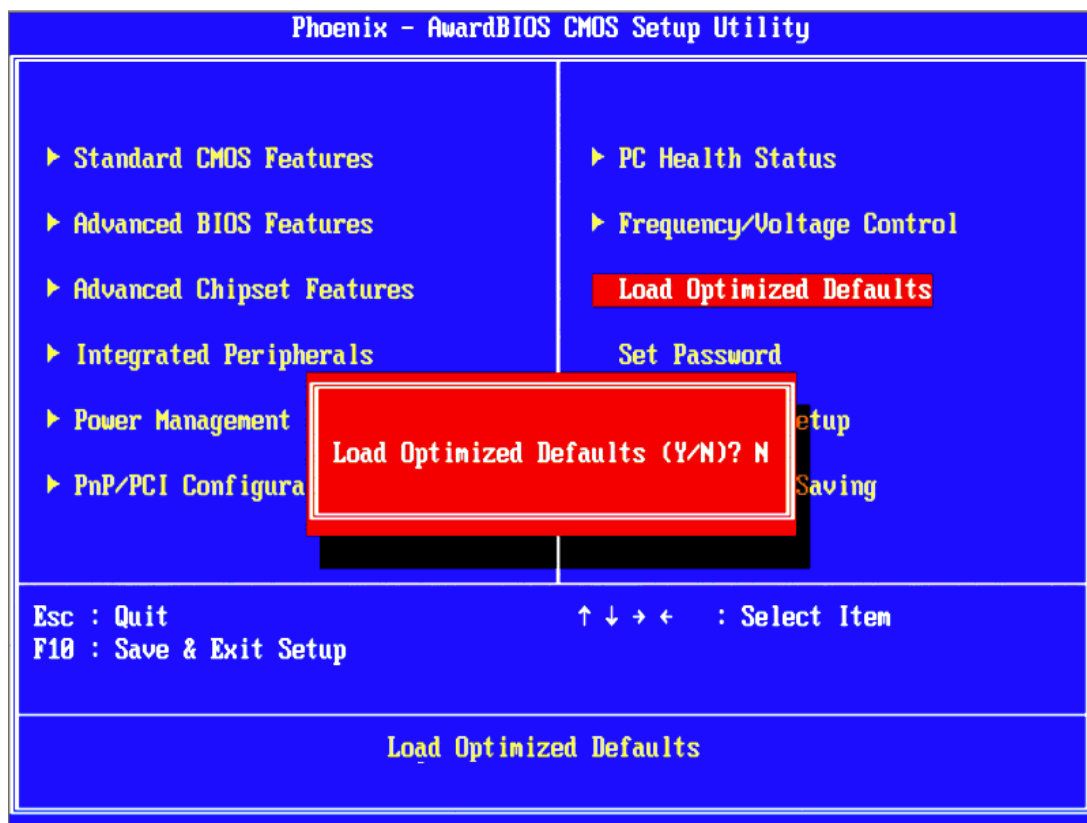 Phoenix - AwardBIOS CMOS Setup Utility
▶ Standard CMOS Features
▶ Advanced BIOS Features
▶ Advanced Chipset Features
▶ Integrated Peripherals
▶ Power Management
▶ PnP/PCI Configura
▶ PC Health Status
▶ Frequency/Voltage Control
Load Optimized Defaults
Set Password
etup
Saving
Load Optimized Defaults (Y/N)? N
Esc : Quit
F10 : Save & Exit Setup
↑ ↓ → ← : Select Item
Load Optimized Defaults